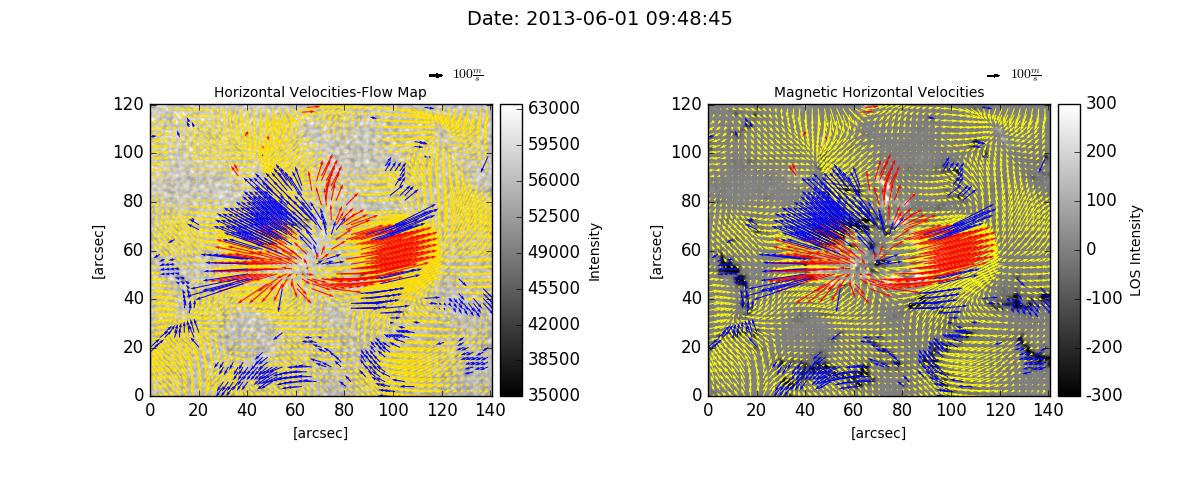 Date: 2013-06-01 09:48:45
100 m/s
100 m/s
Horizontal Velocities-Flow Map
Magnetic Horizontal Velocities
120
100
80
60
40
20
0
[arcsec]
0 20 40 60 80 100 120 140
[arcsec]
63000
59500
56000
52500
49000
45500
42000
38500
35000
Intensity
120
100
80
60
40
20
0
[arcsec]
0 20 40 60 80 100 120 140
[arcsec]
300
200
100
0
-100
-200
-300
LOS Intensity